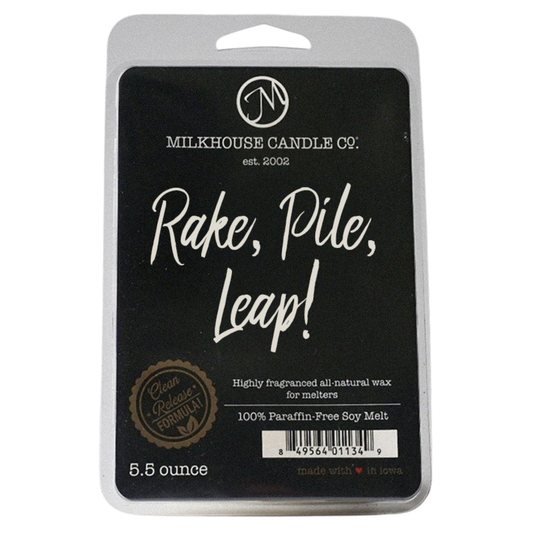 M
MILKHOUSE CANDLE CO.
est. 2002
Rake, Pile,
Leap!
Highly fragranced all-natural wax
for melters
100% Paraffin-Free Soy Melt
Clean
Release
FORMULA!
8 49564 01134 9
5.5 ounce
made with ♥ in iowa